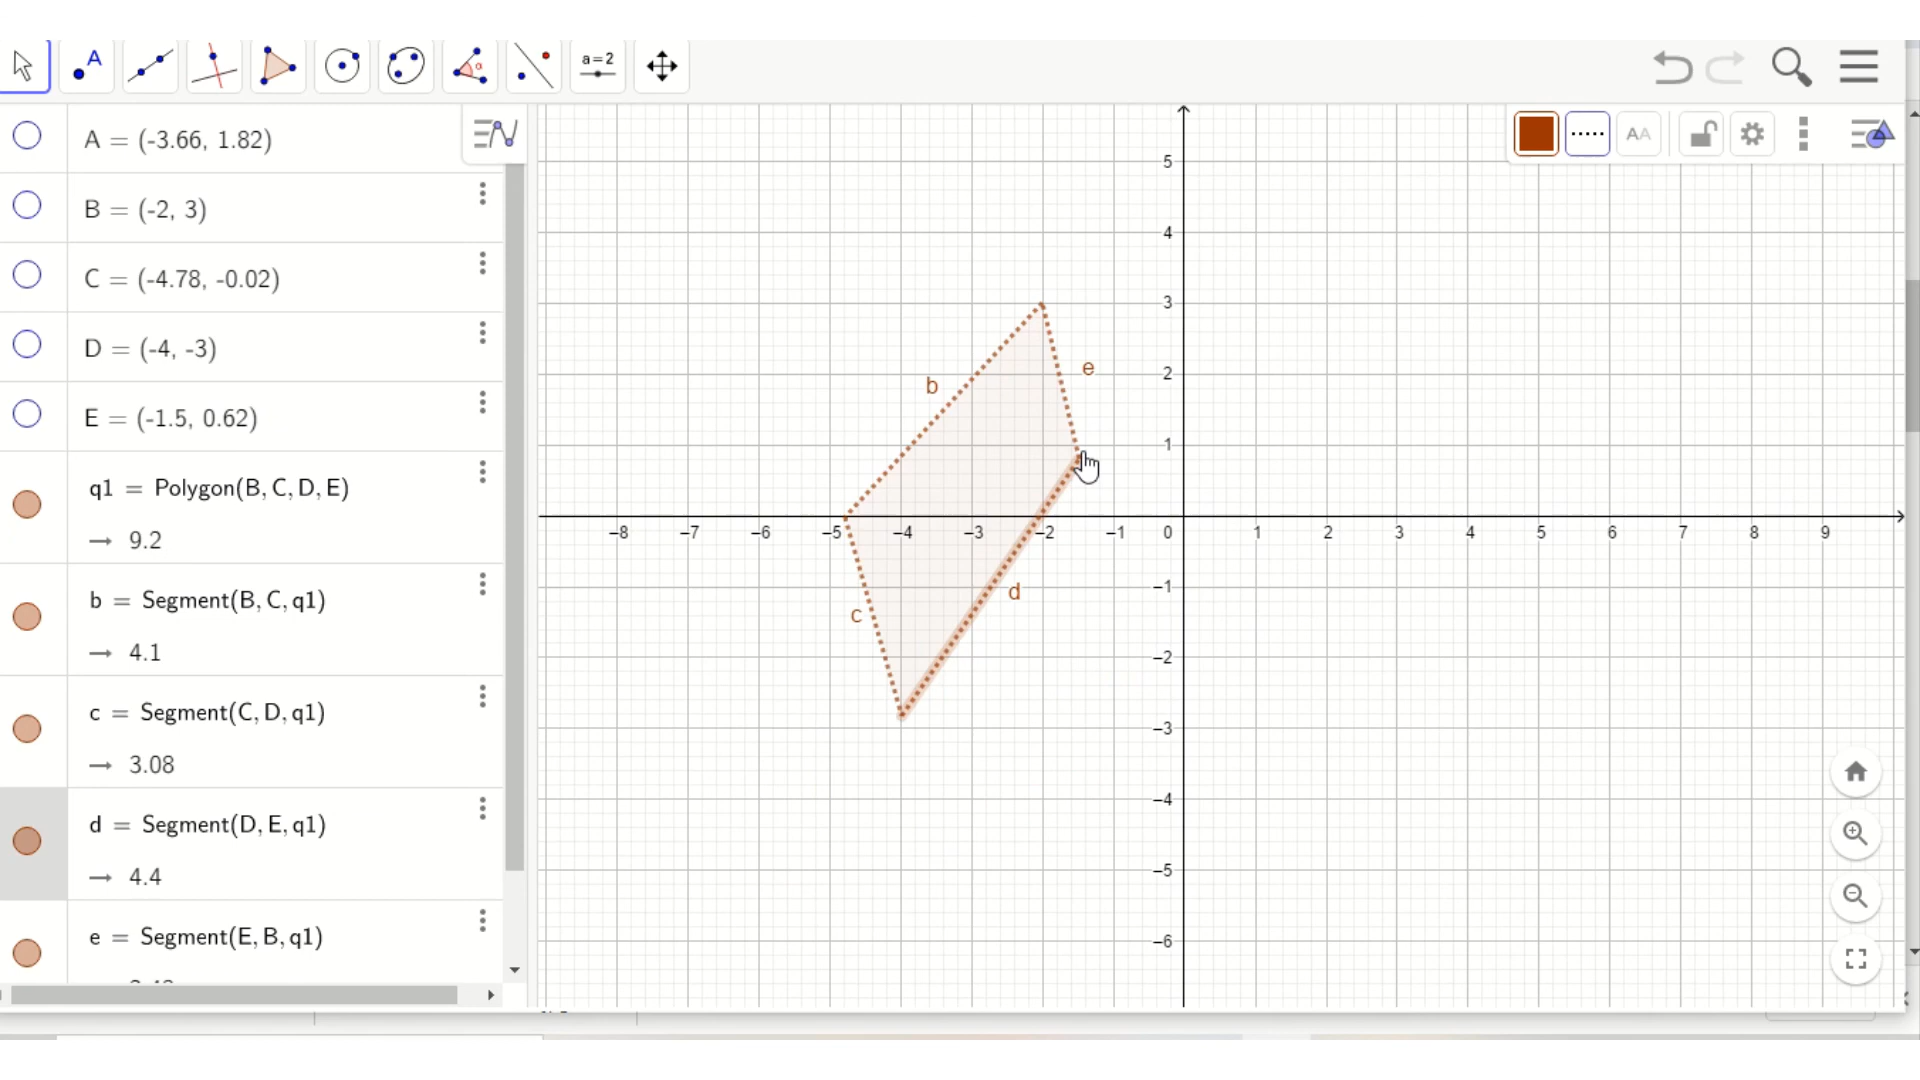 A
α
a=2
A = (-3.66, 1.82)
B = (-2, 3)
C = (-4.78, -0.02)
D = (-4, -3)
E = (-1.5, 0.62)
q1 = Polygon(B, C, D, E)
→ 9.2
b = Segment(B, C, q1)
→ 4.1
c = Segment(C, D, q1)
→ 3.08
d = Segment(D, E, q1)
→ 4.4
e = Segment(E, B, q1)
AA
5
4
3
2
1
−8 −7 −6 −5 −4 −3 −2 −1 0 1 2 3 4 5 6 7 8 9
−1
−2
−3
−4
−5
−6
b
e
c
d